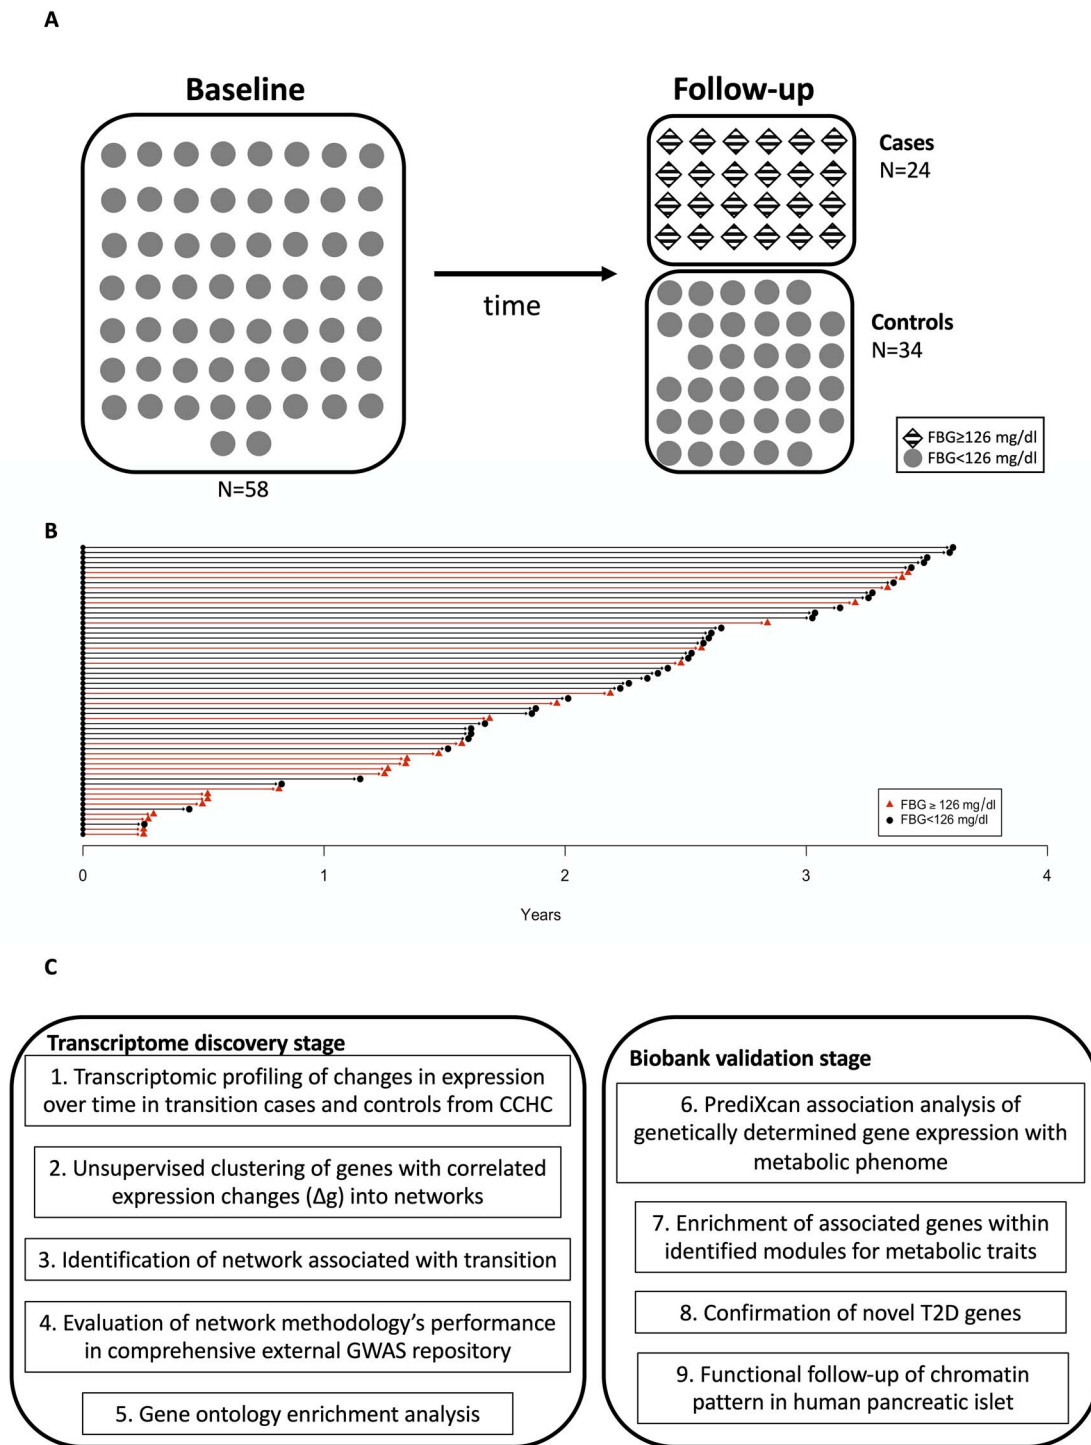 A
Baseline
Follow-up
Cases
N=24
time
Controls
N=34
FBG≥126 mg/dl
FBG<126 mg/dl
N=58
B
FBG ≥ 126 mg/dl
FBG<126 mg/dl
0 1 2 3 4
Years
C
Transcriptome discovery stage
1. Transcriptomic profiling of changes in expression
over time in transition cases and controls from CCHC
2. Unsupervised clustering of genes with correlated
expression changes (Δg) into networks
3. Identification of network associated with transition
4. Evaluation of network methodology's performance
in comprehensive external GWAS repository
5. Gene ontology enrichment analysis
Biobank validation stage
6. PrediXcan association analysis of
genetically determined gene expression with
metabolic phenome
7. Enrichment of associated genes within
identified modules for metabolic traits
8. Confirmation of novel T2D genes
9. Functional follow-up of chromatin
pattern in human pancreatic islet